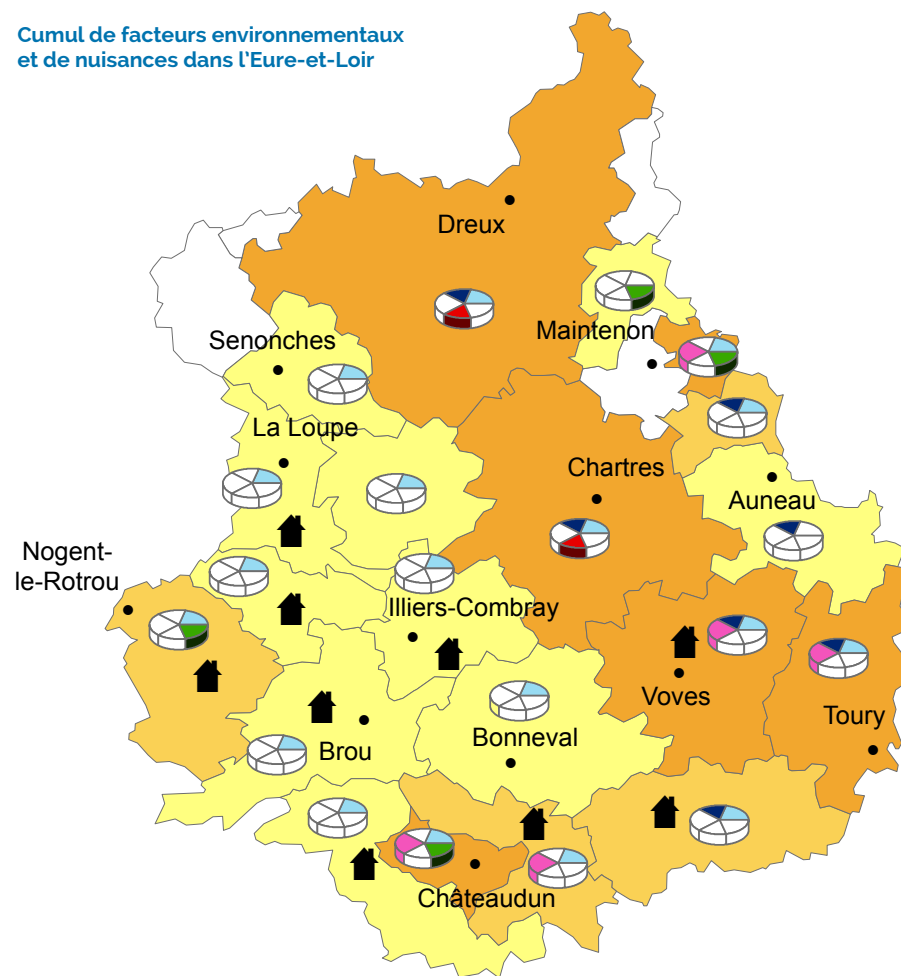 Cumul de facteurs environnementaux
et de nuisances dans l'Eure-et-Loir
Dreux
Maintenon
Senonches
La Loupe
Chartres
Auneau
Nogent-
le-Rotrou
Illiers-Combray
Voves
Toury
Brou
Bonneval
Châteaudun